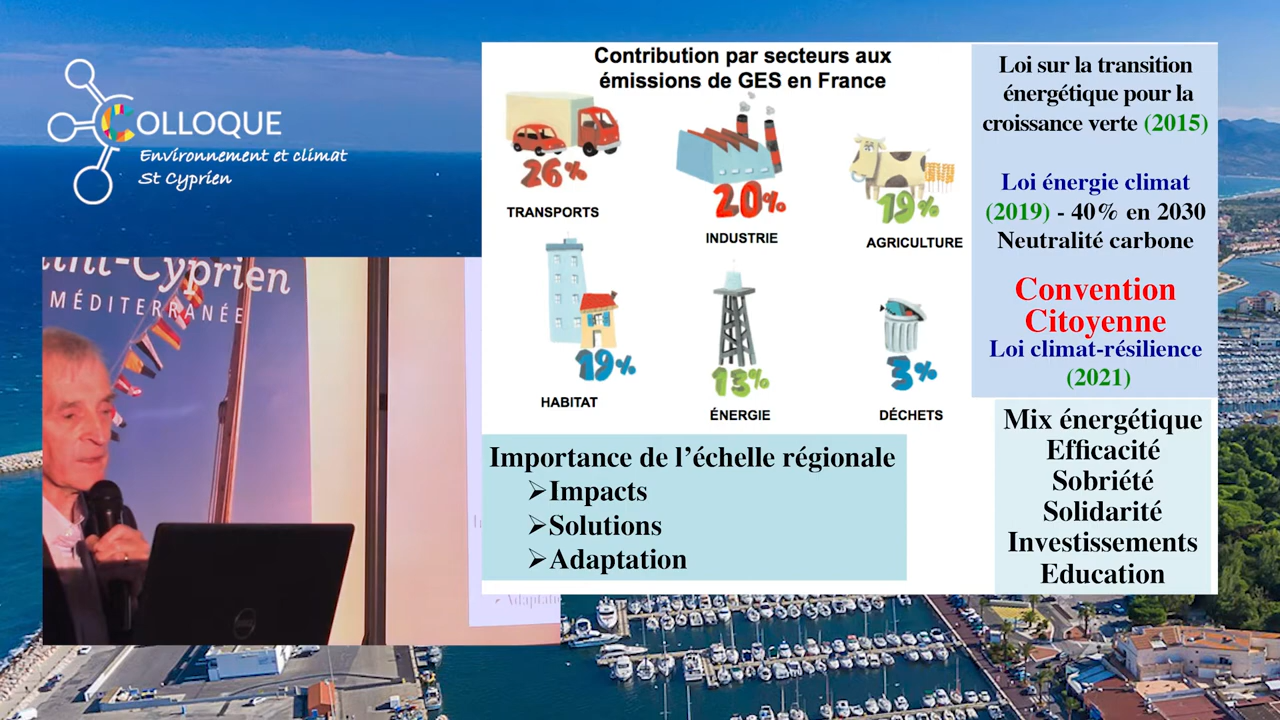 COLLOQUE
Environnement et climat
St Cyprien
int-Cyprien
MÉDITERRANÉE
Contribution par secteurs aux
émissions de GES en France
26%
TRANSPORTS
20%
INDUSTRIE
19%
AGRICULTURE
19%
HABITAT
13%
ÉNERGIE
3%
DÉCHETS
Importance de l’échelle régionale
➢Impacts
➢Solutions
➢Adaptation
Loi sur la transition
énergétique pour la
croissance verte (2015)
Loi énergie climat
(2019) - 40% en 2030
Neutralité carbone
Convention
Citoyenne
Loi climat-résilience
(2021)
Mix énergétique
Efficacité
Sobriété
Solidarité
Investissements
Education